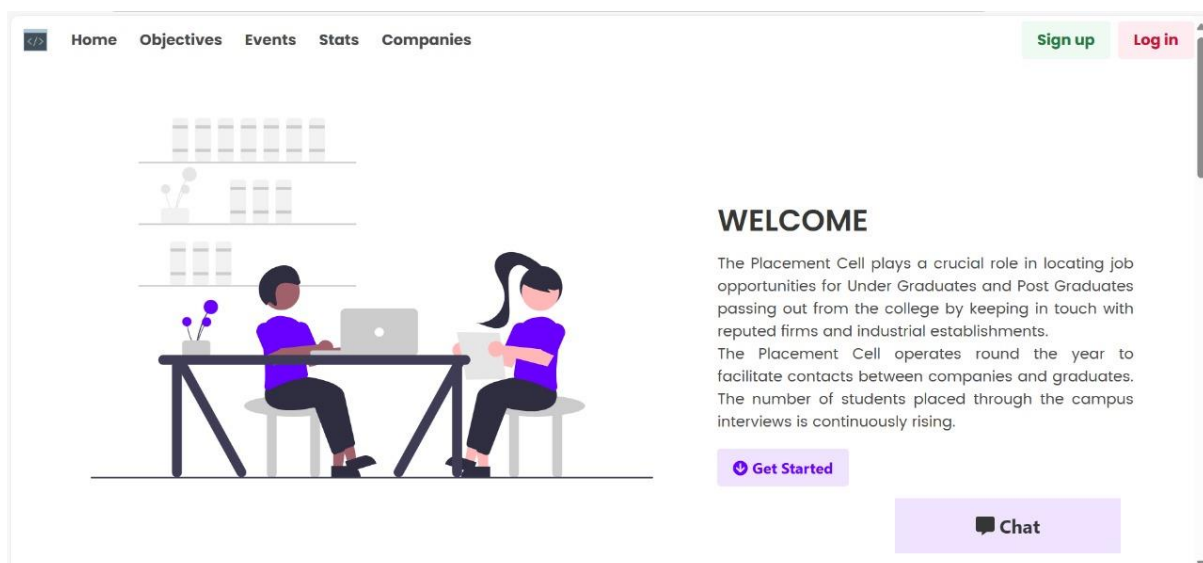 </>
Home Objectives Events Stats Companies
Sign up Log in
WELCOME
The Placement Cell plays a crucial role in locating job
opportunities for Under Graduates and Post Graduates
passing out from the college by keeping in touch with
reputed firms and industrial establishments.
The Placement Cell operates round the year to
facilitate contacts between companies and graduates.
The number of students placed through the campus
interviews is continuously rising.
Get Started
Chat